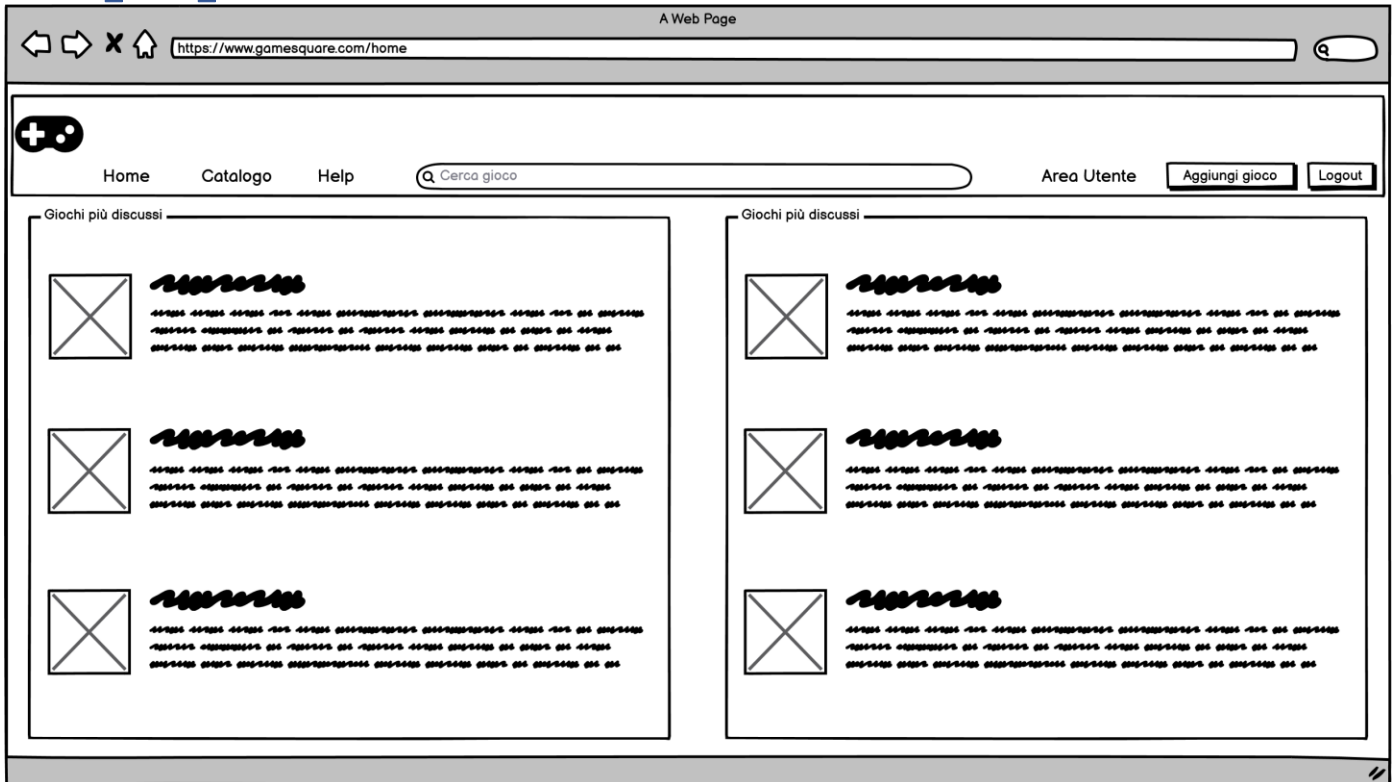 A Web Page
https://www.gamesquare.com/home
Home Catalogo Help Cerca gioco Area Utente Aggiungi gioco Logout
Giochi più discussi
Giochi più discussi